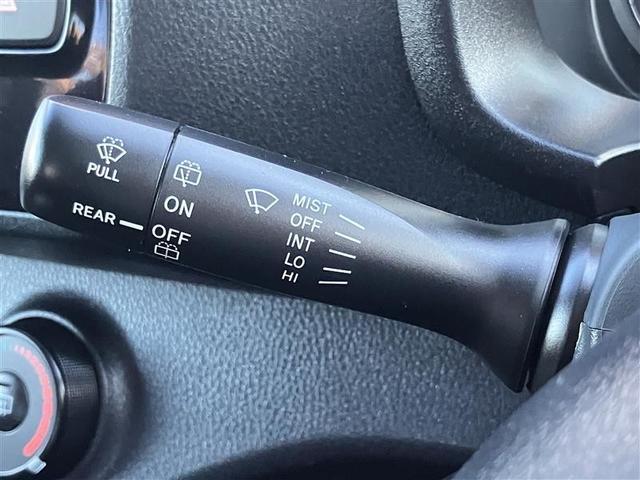 PULL
REAR
ON
OFF
MIST
OFF
INT
LO
HI